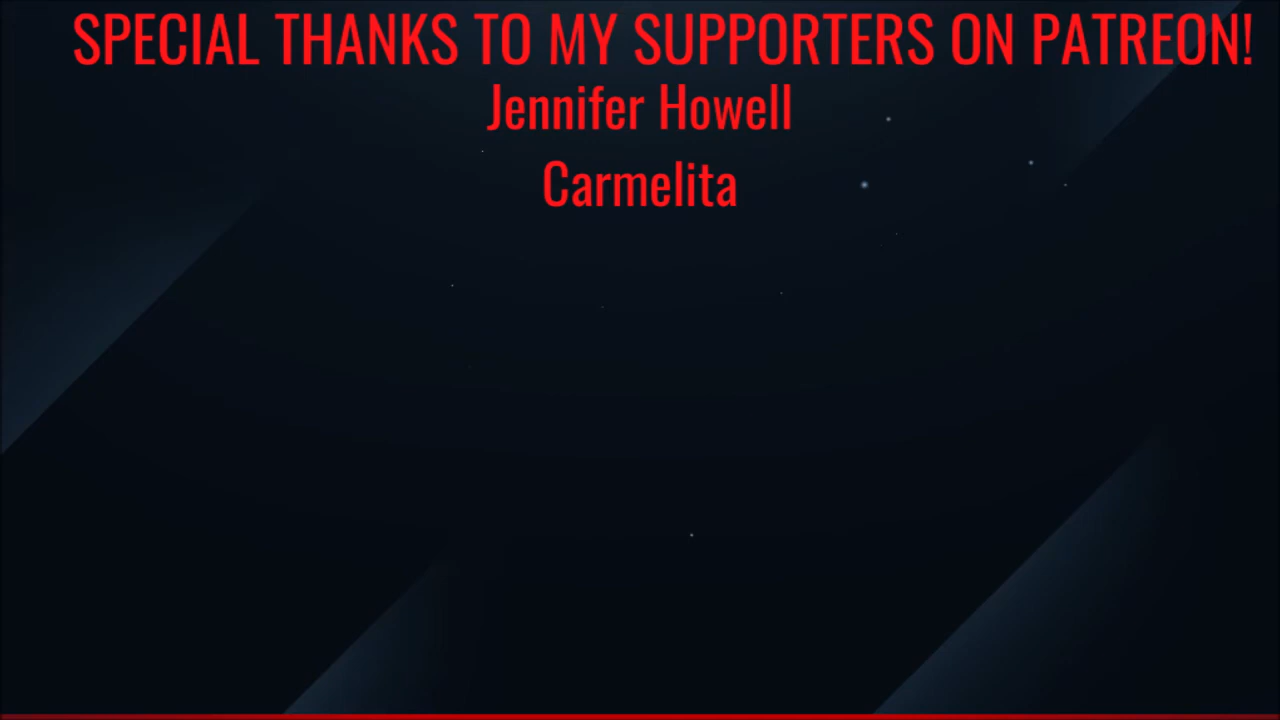 SPECIAL THANKS TO MY SUPPORTERS ON PATREON!
Jennifer Howell
Carmelita